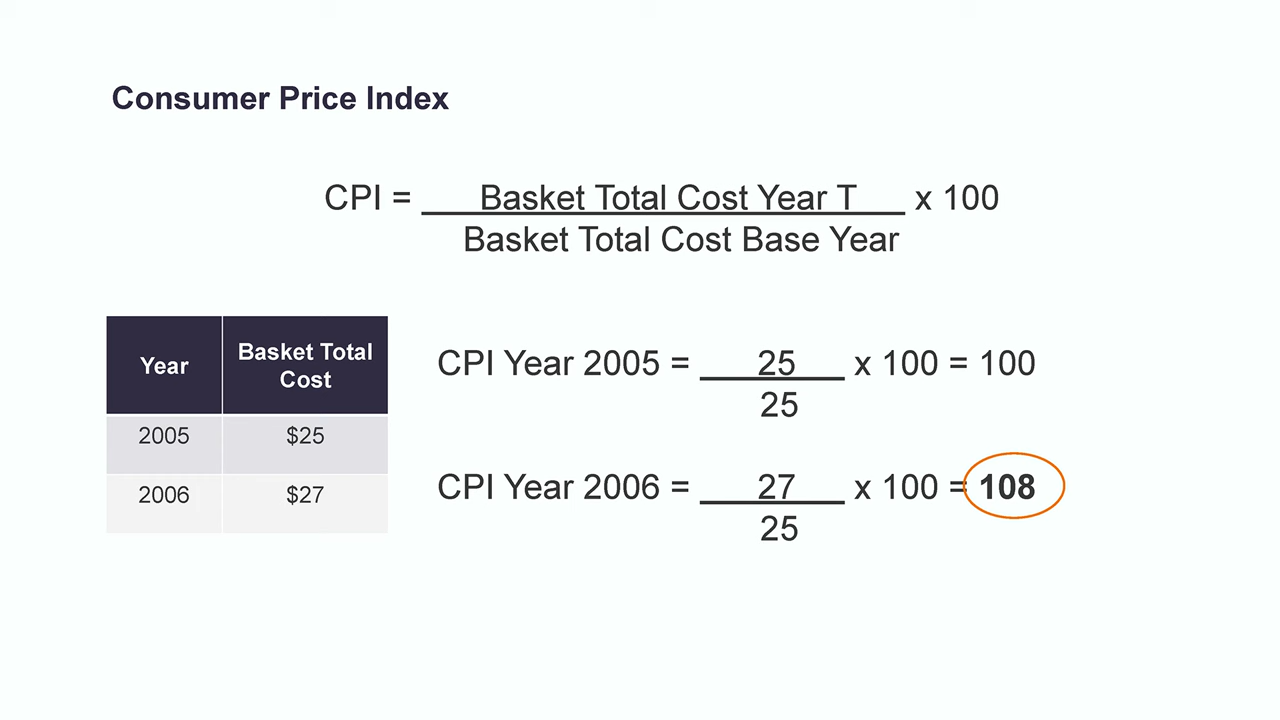 Consumer Price Index
CPI = Basket Total Cost Year T x 100
Basket Total Cost Base Year
Year Basket Total
Cost
2005 $25
2006 $27
CPI Year 2005 = 25 x 100 = 100
25
CPI Year 2006 = 27 x 100 = 108
25